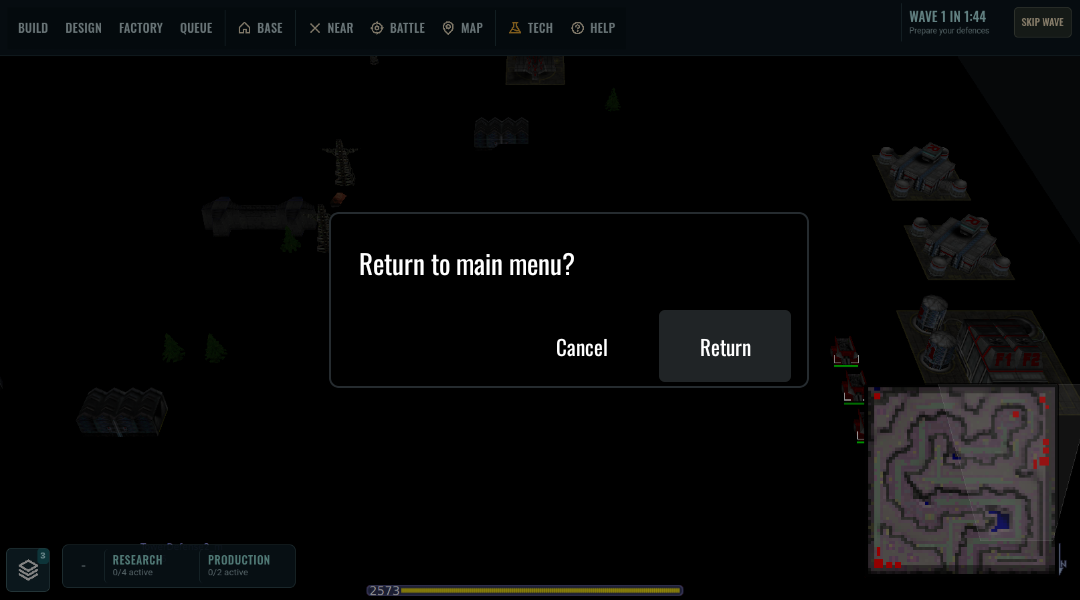 BUILD DESIGN FACTORY QUEUE BASE NEAR BATTLE MAP TECH HELP
WAVE 1 IN 1:44
Prepare your defences
SKIP WAVE
Return to main menu?
Cancel Return
3
- RESEARCH
0/4 active
PRODUCTION
0/2 active
2573
N